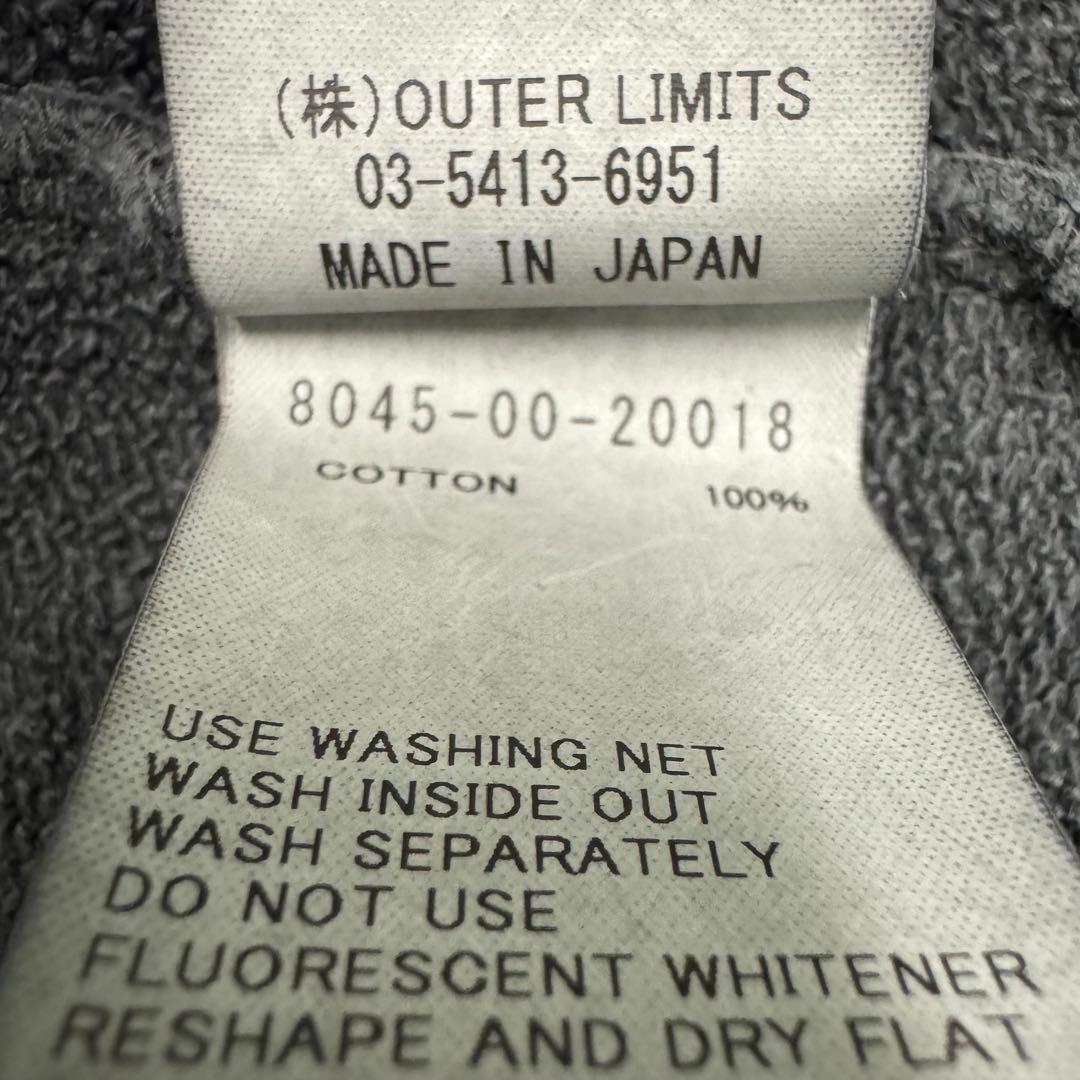 (株)OUTER LIMITS
03-5413-6951
MADE IN JAPAN
8045-00-20018
COTTON 100%
USE WASHING NET
WASH INSIDE OUT
WASH SEPARATELY
DO NOT USE
FLUORESCENT WHITENER
RESHAPE AND DRY FLAT